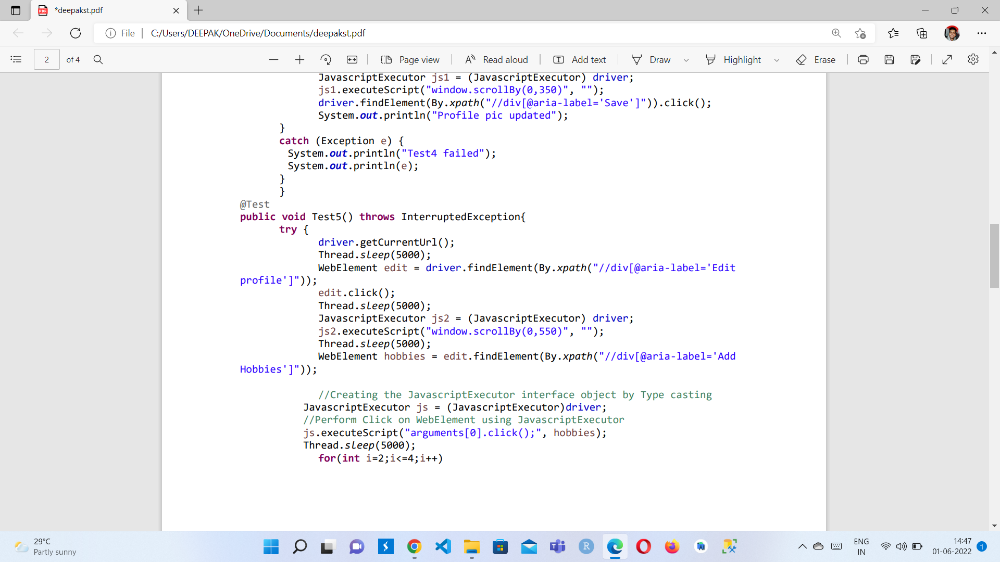 *deepakst.pdf
File
C:/Users/DEEPAK/OneDrive/Documents/deepakst.pdf
2 of 4
Page view
Read aloud
Add text
Draw
Highlight
Erase
JavascriptExecutor js1 = (JavascriptExecutor) driver;
js1.executeScript("window.scrollBy(0,350)", "");
driver.findElement(By.xpath("//div[@aria-label='Save']")).click();
System.out.println("Profile pic updated");
}
catch (Exception e) {
System.out.println("Test4 failed");
System.out.println(e);
}
}
@Test
public void Test5() throws InterruptedException{
try {
driver.getCurrentUrl();
Thread.sleep(5000);
WebElement edit = driver.findElement(By.xpath("//div[@aria-label='Edit
profile']"));
edit.click();
Thread.sleep(5000);
JavascriptExecutor js2 = (JavascriptExecutor) driver;
js2.executeScript("window.scrollBy(0,550)", "");
Thread.sleep(5000);
WebElement hobbies = edit.findElement(By.xpath("//div[@aria-label='Add
Hobbies']"));
//Creating the JavascriptExecutor interface object by Type casting
JavascriptExecutor js = (JavascriptExecutor)driver;
//Perform Click on WebElement using JavascriptExecutor
js.executeScript("arguments[0].click();", hobbies);
Thread.sleep(5000);
for(int i=2;i<=4;i++)
29°C
Partly sunny
ENG
IN
14:47
01-06-2022
1